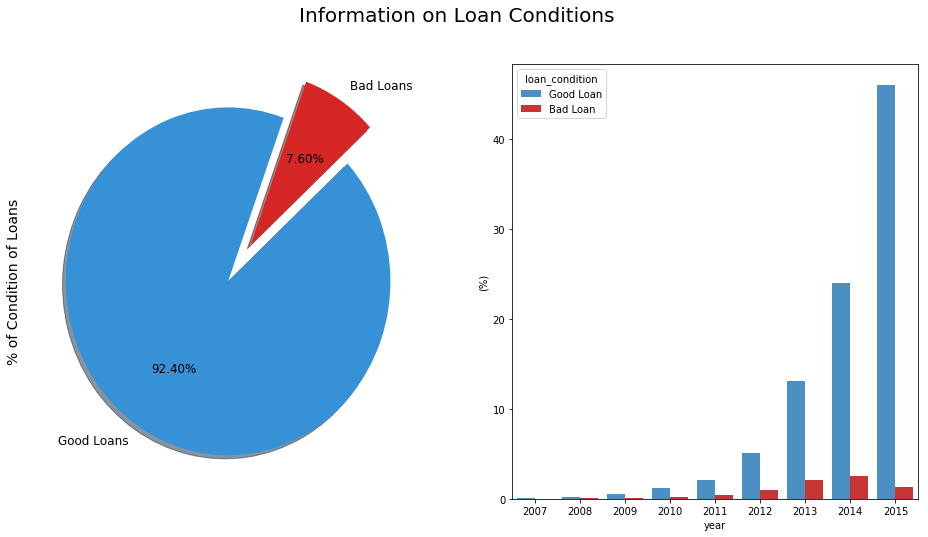 Information on Loan Conditions
% of Condition of Loans
Bad Loans
7.60%
92.40%
Good Loans
loan_condition
Good Loan
Bad Loan
(%)
40
30
20
10
0
2007 2008 2009 2010 2011 2012 2013 2014 2015
year